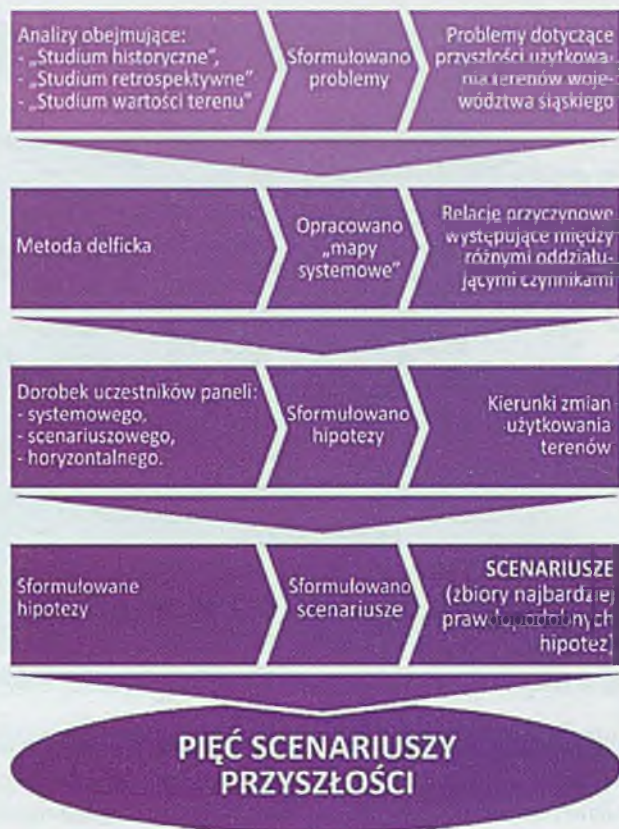 Analizy obejmujące:
- „Studium historyczne",
- „Studium retrospektywne"
- „Studium wartości terenu"
Sformułowano
problemy
Problemy dotyczące
przyszłości użytkowa-
nia terenów woje-
wództwa śląskiego
Metoda delficka
Opracowano
„mapy
systemowe"
Relacje przyczynowe
występujące między
różnymi oddziału-
jącymi czynnikami
Dorobek uczestników paneli:
- systemowego,
- scenariuszowego,
- horyzontalnego.
Sformułowano
hipotezy
Kierunki zmian
użytkowania
terenów
Sformułowane
hipotezy
Sformułowano
scenariusze
SCENARIUSZE
(zbiory najbardziej
prawdopodobnych
hipotez)
PIĘĆ SCENARIUSZY
PRZYSZŁOŚCI